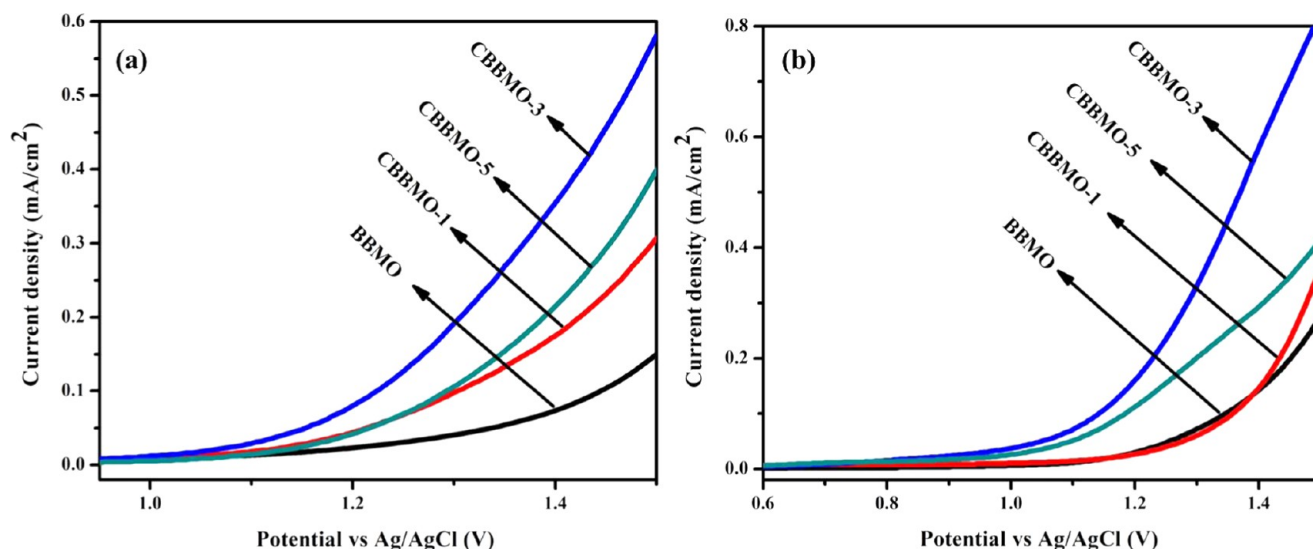 (a)
CBBMO-3
CBBMO-5
CBBMO-1
BBMO
0.6
0.5
0.4
0.3
0.2
0.1
0.0
1.0
1.2
1.4
Current density (mA/cm²)
Potential vs Ag/AgCl (V)
(b)
CBBMO-3
CBBMO-5
CBBMO-1
BBMO
0.8
0.6
0.4
0.2
0.0
0.6
0.8
1.0
1.2
1.4
Current density (mA/cm²)
Potential vs Ag/AgCl (V)